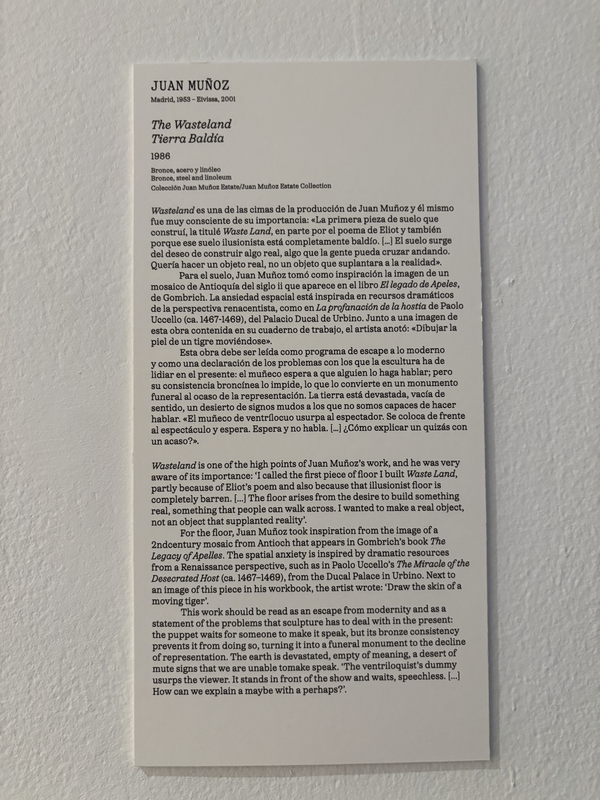 JUAN MUÑOZ
Madrid, 1953 – Eivissa, 2001
The Wasteland
Tierra Baldía
1986
Bronce, acero y linóleo
Bronze, steel and linoleum
Colección Juan Muñoz Estate/Juan Muñoz Estate Collection
Wasteland es una de las cimas de la producción de Juan Muñoz y él mismo
fue muy consciente de su importancia: «La primera pieza de suelo que
construí, la titulé Waste Land, en parte por el poema de Eliot y también
porque ese suelo ilusionista está completamente baldío. [...] El suelo surge
del deseo de construir algo real, algo que la gente pueda cruzar andando.
Quería hacer un objeto real, no un objeto que suplantara a la realidad».
Para el suelo, Juan Muñoz tomó como inspiración la imagen de un
mosaico de Antioquía del siglo ii que aparece en el libro El legado de Apeles,
de Gombrich. La ansiedad espacial está inspirada en recursos dramáticos
de la perspectiva renacentista, como en La profanación de la hostia de Paolo
Uccello (ca. 1467-1469), del Palacio Ducal de Urbino. Junto a una imagen de
esta obra contenida en su cuaderno de trabajo, el artista anotó: «Dibujar la
piel de un tigre moviéndose».
Esta obra debe ser leída como programa de escape a lo moderno
y como una declaración de los problemas con los que la escultura ha de
lidiar en el presente: el muñeco espera a que alguien lo haga hablar; pero
su consistencia broncínea lo impide, lo que lo convierte en un monumento
funeral al ocaso de la representación. La tierra está devastada, vacía de
sentido, un desierto de signos mudos a los que no somos capaces de hacer
hablar. «El muñeco de ventrílocuo usurpa al espectador. Se coloca de frente
al espectáculo y espera. Espera y no habla. [...] ¿Cómo explicar un quizás con
un acaso?».
Wasteland is one of the high points of Juan Muñoz's work, and he was very
aware of its importance: 'I called the first piece of floor I built Waste Land,
partly because of Eliot's poem and also because that illusionist floor is
completely barren. [...] The floor arises from the desire to build something
real, something that people can walk across. I wanted to make a real object,
not an object that supplanted reality'.
For the floor, Juan Muñoz took inspiration from the image of a
2ndcentury mosaic from Antioch that appears in Gombrich's book The
Legacy of Apelles. The spatial anxiety is inspired by dramatic resources
from a Renaissance perspective, such as in Paolo Uccello's The Miracle of the
Desecrated Host (ca. 1467–1469), from the Ducal Palace in Urbino. Next to
an image of this piece in his workbook, the artist wrote: 'Draw the skin of a
moving tiger'.
This work should be read as an escape from modernity and as a
statement of the problems that sculpture has to deal with in the present:
the puppet waits for someone to make it speak, but its bronze consistency
prevents it from doing so, turning it into a funeral monument to the decline
of representation. The earth is devastated, empty of meaning, a desert of
mute signs that we are unable tomake speak. 'The ventriloquist's dummy
usurps the viewer. It stands in front of the show and waits, speechless. [...]
How can we explain a maybe with a perhaps?'.